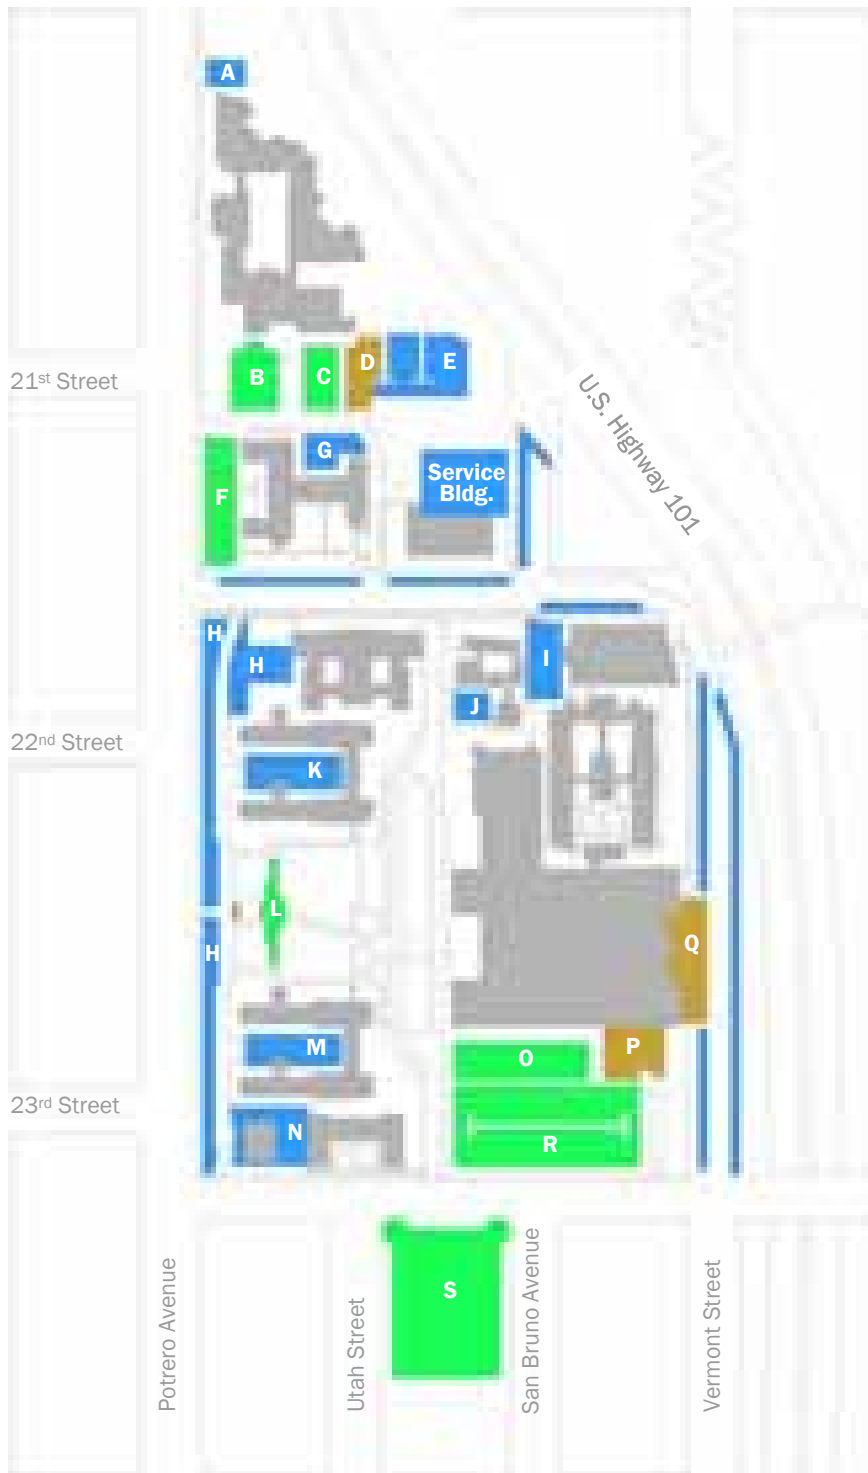 A
21st Street
B
C
D
E
U.S. Highway 101
F
G
Service
Bldg.
H
H
I
J
22nd Street
K
L
H
Q
M
O
P
23rd Street
N
R
S
Potrero Avenue
Utah Street
San Bruno Avenue
Vermont Street